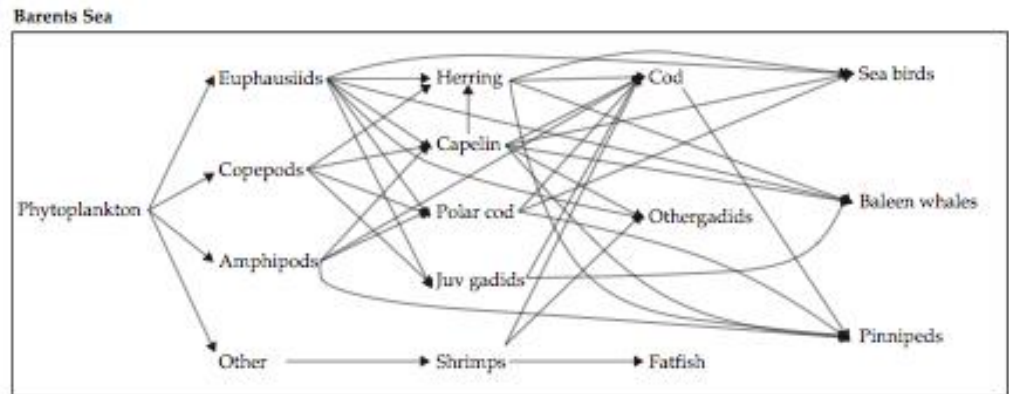 Barents Sea
Euphausiids
Herring
Cod
Sea birds
Copepods
Capelin
Phytoplankton
Polar cod
Othergadids
Baleen whales
Amphipods
Juv gadids
Pinnipeds
Other
Shrimps
Fatfish